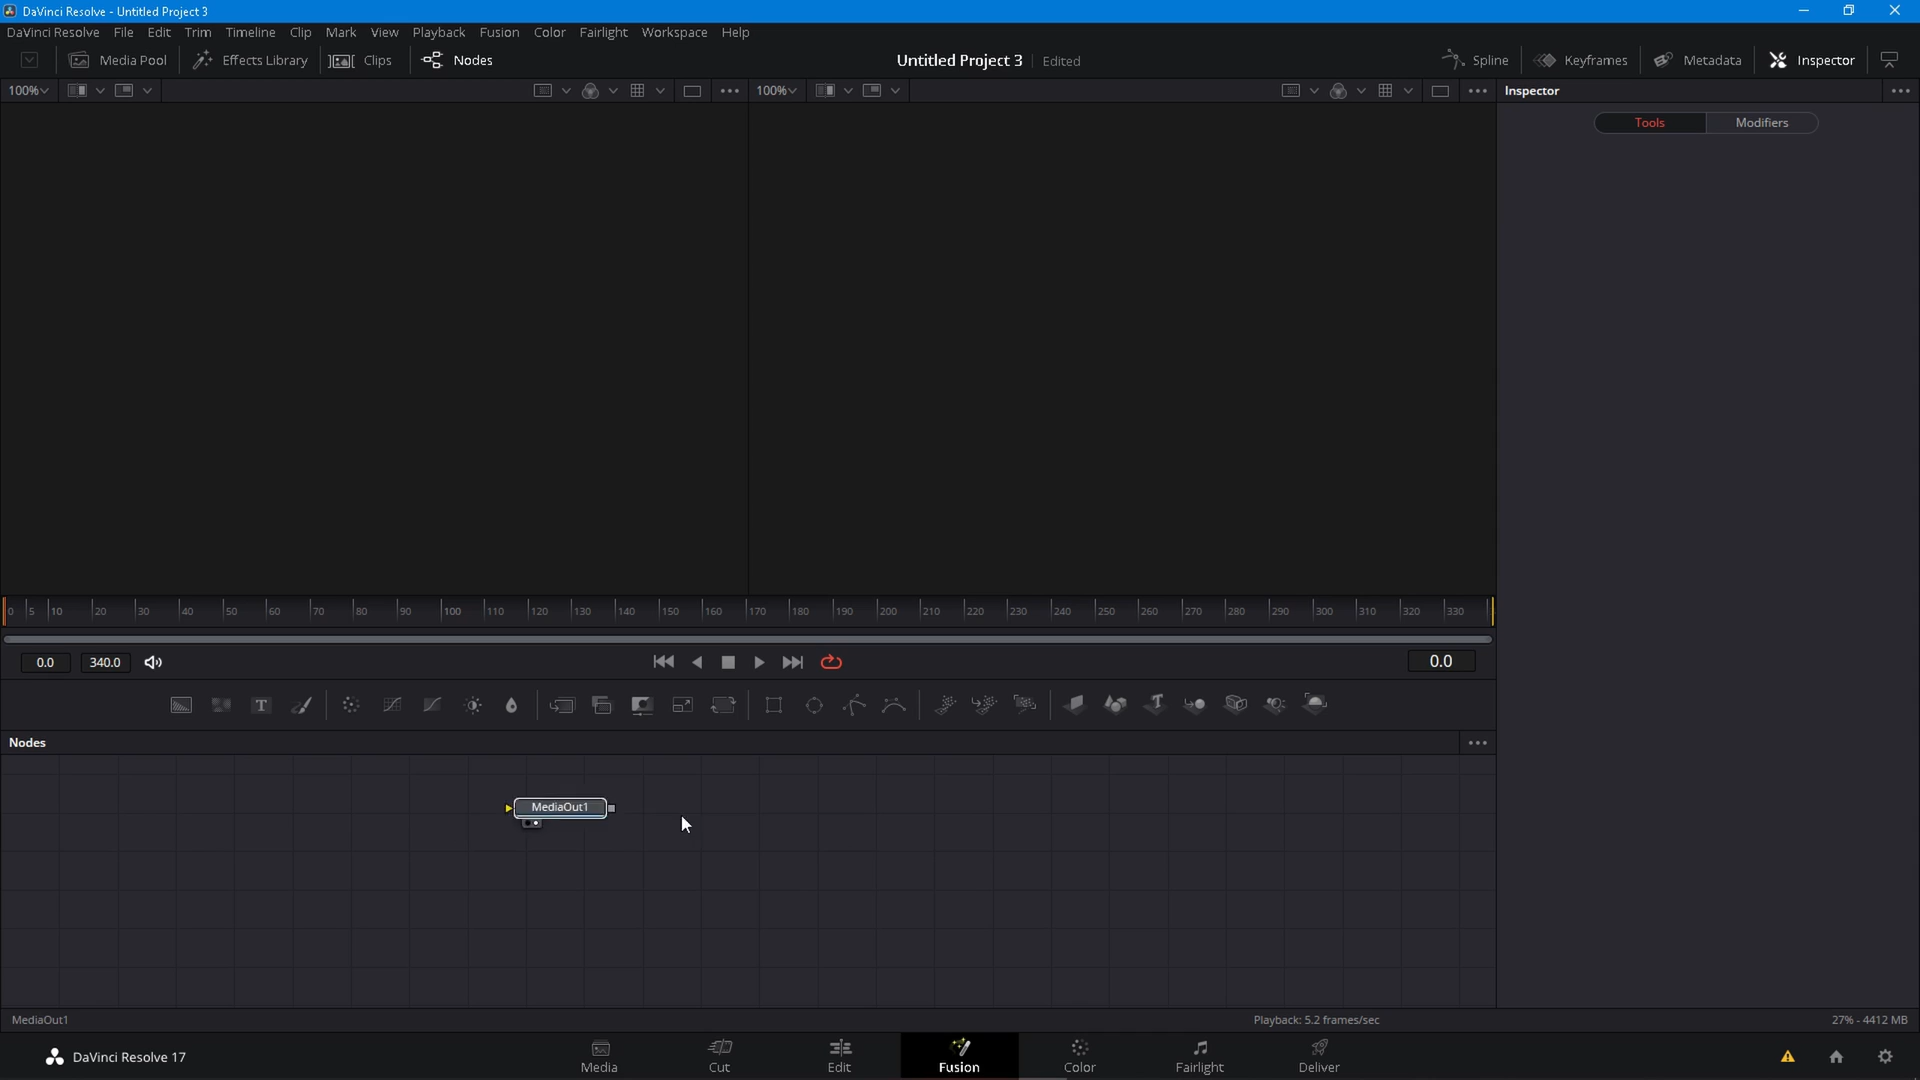 DaVinci Resolve - Untitled Project 3
DaVinci Resolve File Edit Trim Timeline Clip Mark View Playback Fusion Color Fairlight Workspace Help
Media Pool Effects Library Clips Nodes Untitled Project 3 Edited Spline Keyframes Metadata Inspector
100% 100% Inspector
Tools Modifiers
0 5 10 20 30 40 50 60 70 80 90 100 110 120 130 140 150 160 170 180 190 200 210 220 230 240 250 260 270 280 290 300 310 320 330
0.0 340.0 0.0
T
Nodes
MediaOut1
MediaOut1 Playback: 5.2 frames/sec 27% - 4412 MB
DaVinci Resolve 17 Media Cut Edit Fusion Color Fairlight Deliver